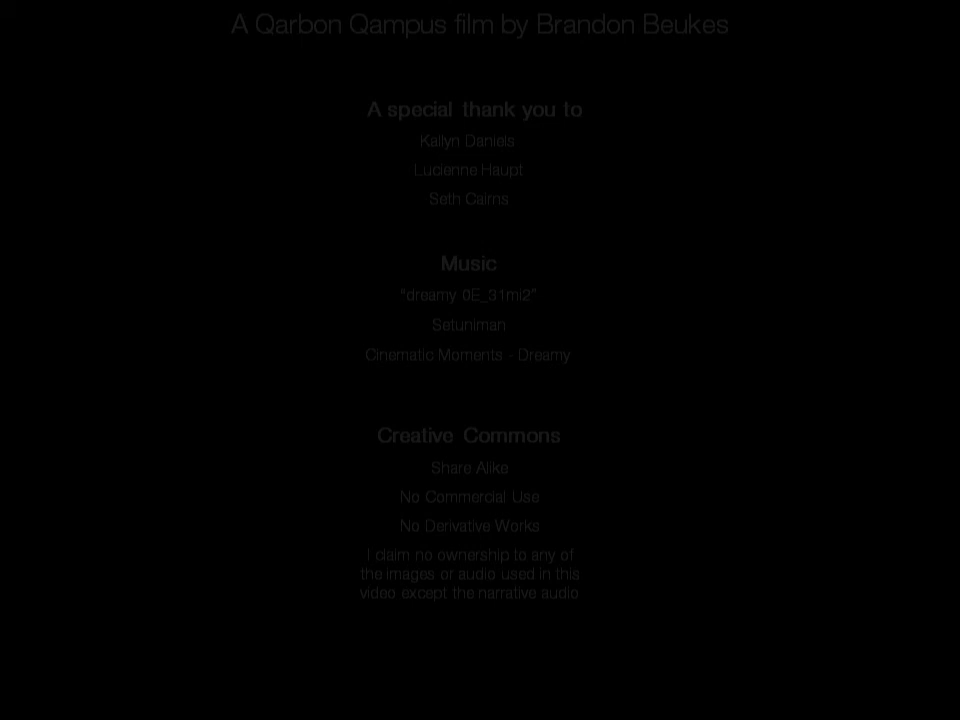 A Qarbon Qampus film by Brandon Beukes
A special thank you to
Kallyn Daniels
Lucienne Haupt
Seth Cairns
Music
"dreamy 0E_31mi2"
Setuniman
Cinematic Moments - Dreamy
Creative Commons
Share Alike
No Commercial Use
No Derivative Works
I claim no ownership to any of
the images or audio used in this
video except the narrative audio